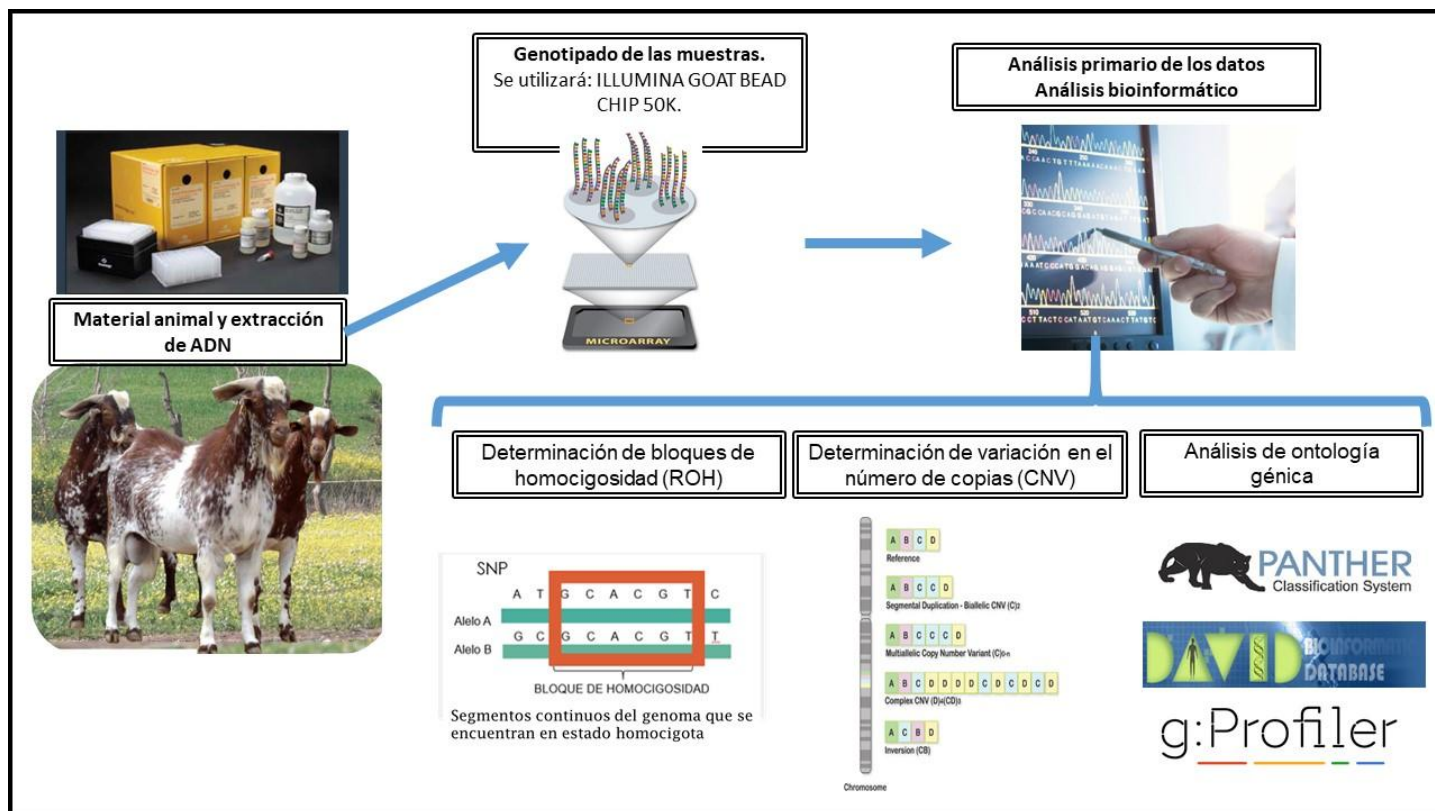 Genotipado de las muestras.
Se utilizará: ILLUMINA GOAT BEAD
CHIP 50K.
Análisis primario de los datos
Análisis bioinformático
Material animal y extracción
de ADN
MICROARRAY
Determinación de bloques de
homocigosidad (ROH)
SNP
A T G C A C G T C
Alelo A
G C G C A C G T T
Alelo B
BLOQUE DE HOMOCIGOSIDAD
Segmentos continuos del genoma que se
encuentran en estado homocigota
Determinación de variación en el
número de copias (CNV)
A B C D
Reference
A B C C D
Segmental Duplication - Biallelic CNV (C)2
A B C C C D
Multiallelic Copy Number Variant (C)0-n
A B C D D D D C D C D C D
Complex CNV (D)4(CD)3
A C B D
Inversion (CB)
Chromosome
Análisis de ontología
génica
PANTHER
Classification System
DAVID BIOINFORMATIC
DATABASE
g:Profiler